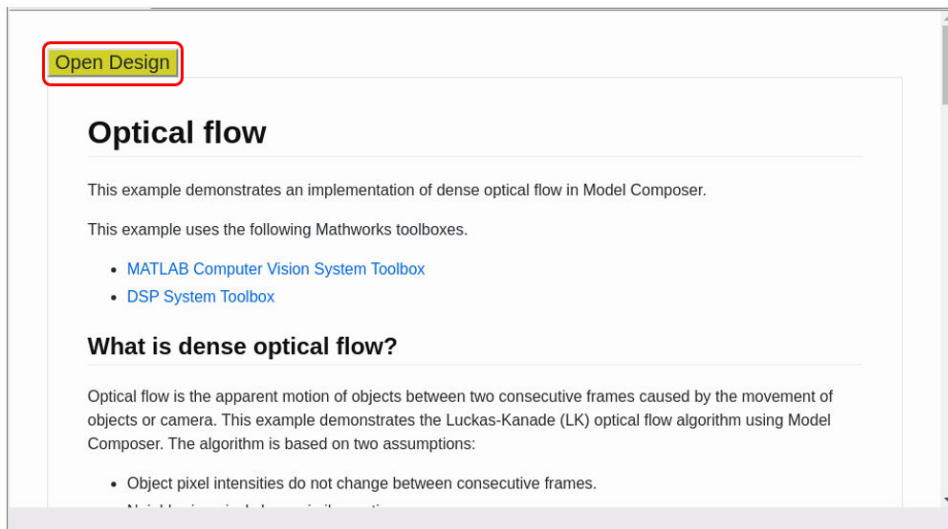 Open Design
Optical flow
This example demonstrates an implementation of dense optical flow in Model Composer.
This example uses the following Mathworks toolboxes.
MATLAB Computer Vision System Toolbox
DSP System Toolbox
What is dense optical flow?
Optical flow is the apparent motion of objects between two consecutive frames caused by the movement of
objects or camera. This example demonstrates the Luckas-Kanade (LK) optical flow algorithm using Model
Composer. The algorithm is based on two assumptions:
Object pixel intensities do not change between consecutive frames.